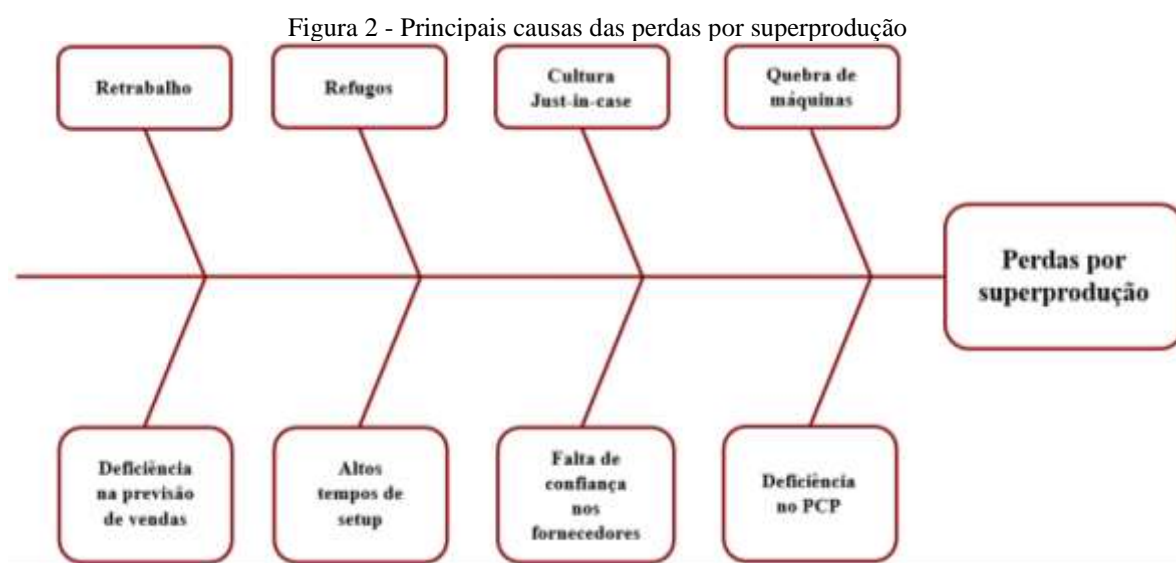 Figura 2 - Principais causas das perdas por superprodução
Retrabalho
Refugos
Cultura
Just-in-case
Quebra de
máquinas
Perdas por
superprodução
Deficiência
na previsão
de vendas
Altos
tempos de
setup
Falta de
confiança
nos
fornecedores
Deficiência
no PCP